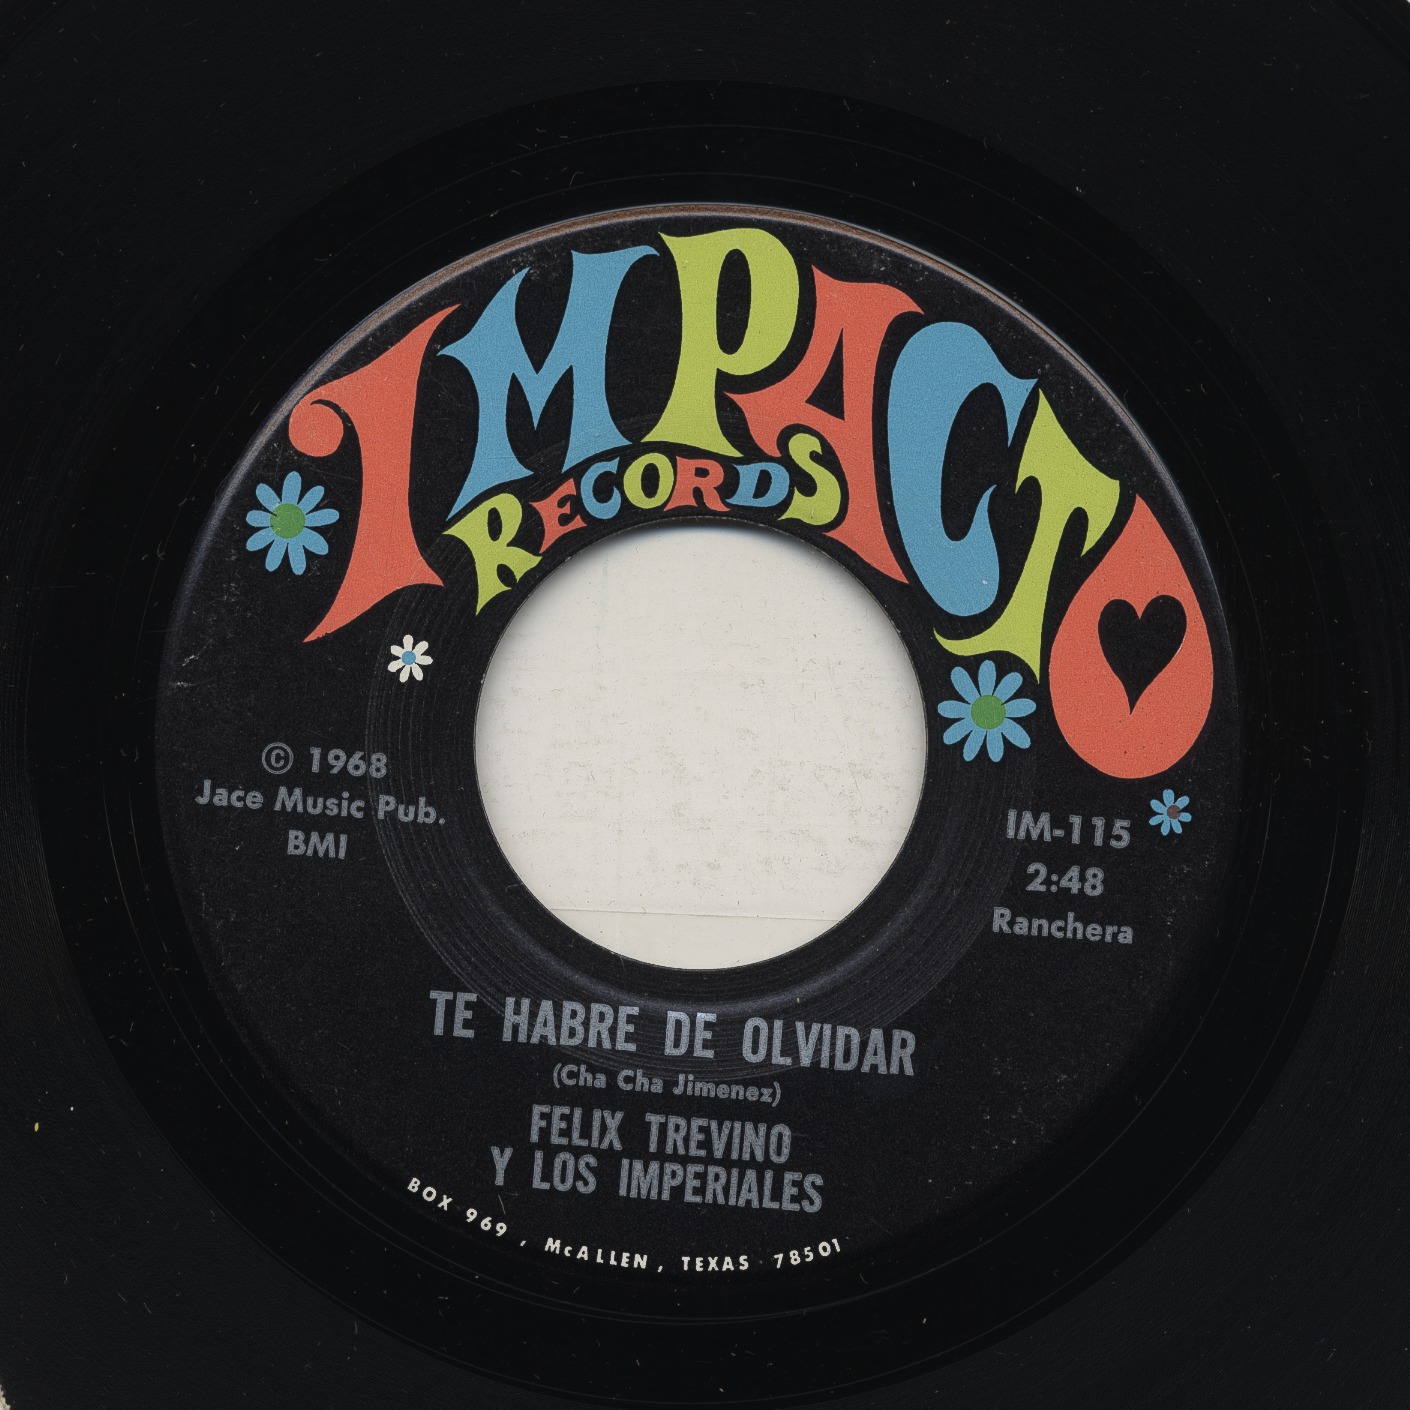 IMPACTO
RECORDS
© 1968
Jace Music Pub.
BMI
IM-115
2:48
Ranchera
TE HABRE DE OLVIDAR
(Cha Cha Jimenez)
FELIX TREVINO
Y LOS IMPERIALES
BOX 969, McALLEN, TEXAS 78501